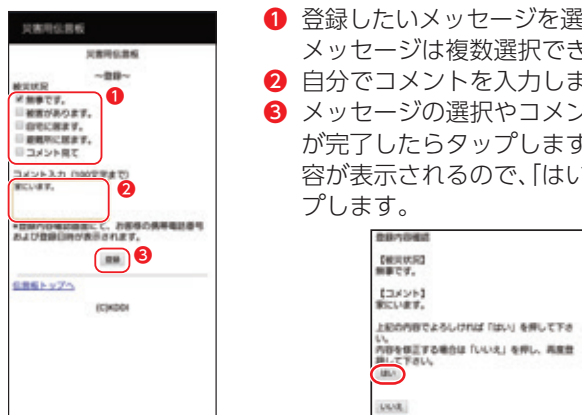 災害用伝言板
災害用伝言板
～登録～
被災状況
無事です。
被害があります。
自宅に居ます。
避難所に居ます。
コメント見て
コメント入力 (100文字まで)
家にいます。
*登録内容確認画面にて、お客様の携帯電話番号
および登録日時が表示されます。
登録
伝言板トップへ
(C)KDDI
❶
❷
❸
❶ 登録したいメッセージを選
メッセージは複数選択でき
❷ 自分でコメントを入力しま
❸ メッセージの選択やコメン
が完了したらタップします
容が表示されるので、「はい
プします。
登録内容確認
【被災状況】
無事です。
【コメント】
家にいます。
上記の内容でよろしければ「はい」を押して下さ
い。
内容を修正する場合は「いいえ」を押し、再度登
録して下さい。
はい
いいえ